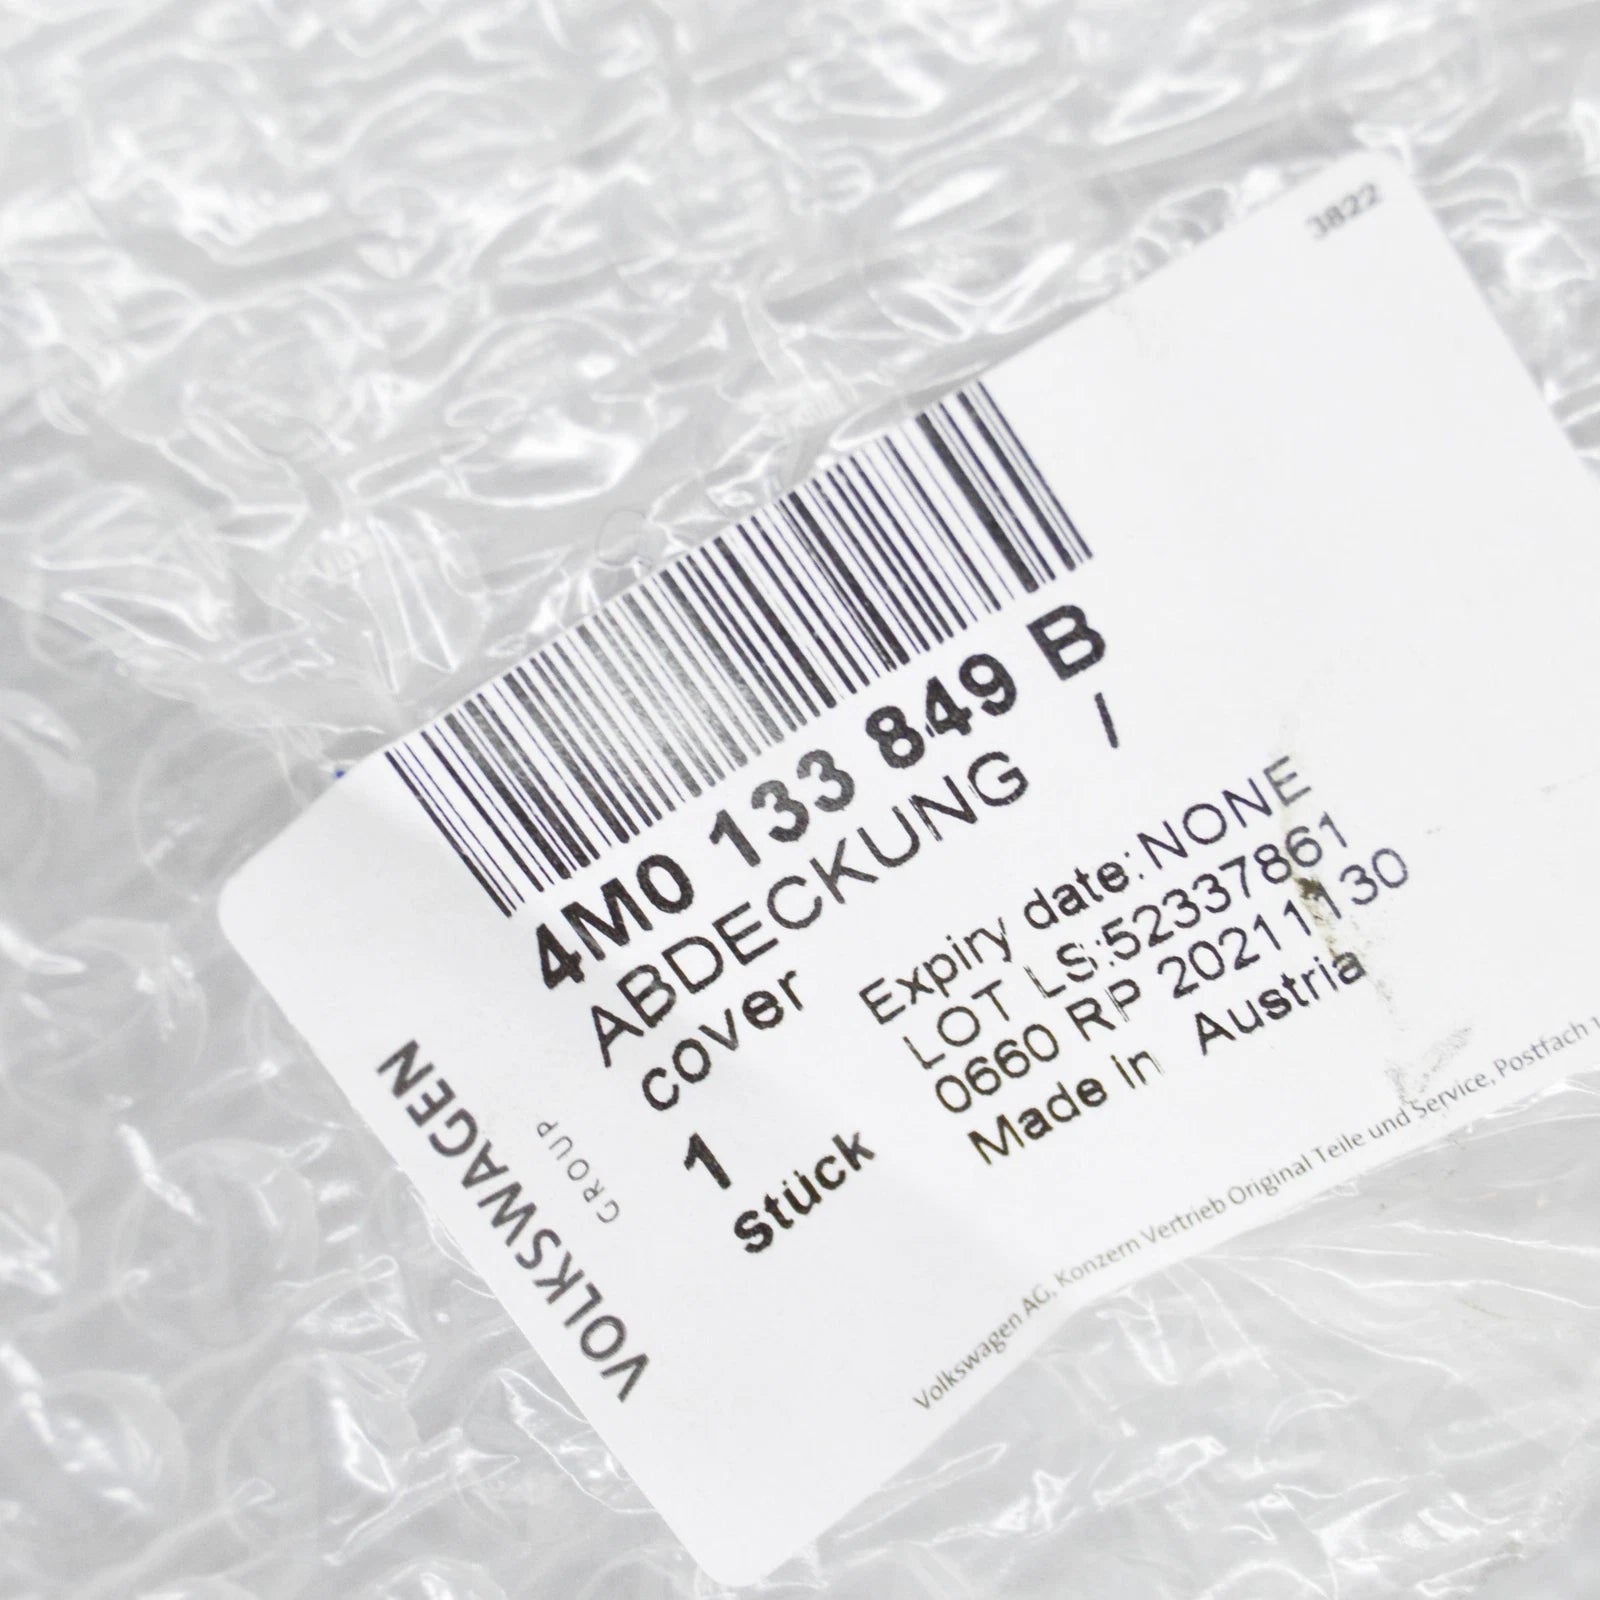 3822
4M0 133 849 B
ABDECKUNG I
cover
1
Stück
Expiry date:NONE
LOT LS:52337861
0660 RP 20211130
Made in Austria
VOLKSWAGEN
GROUP
Volkswagen AG, Konzern Vertrieb Original Teile und Service, Postfach